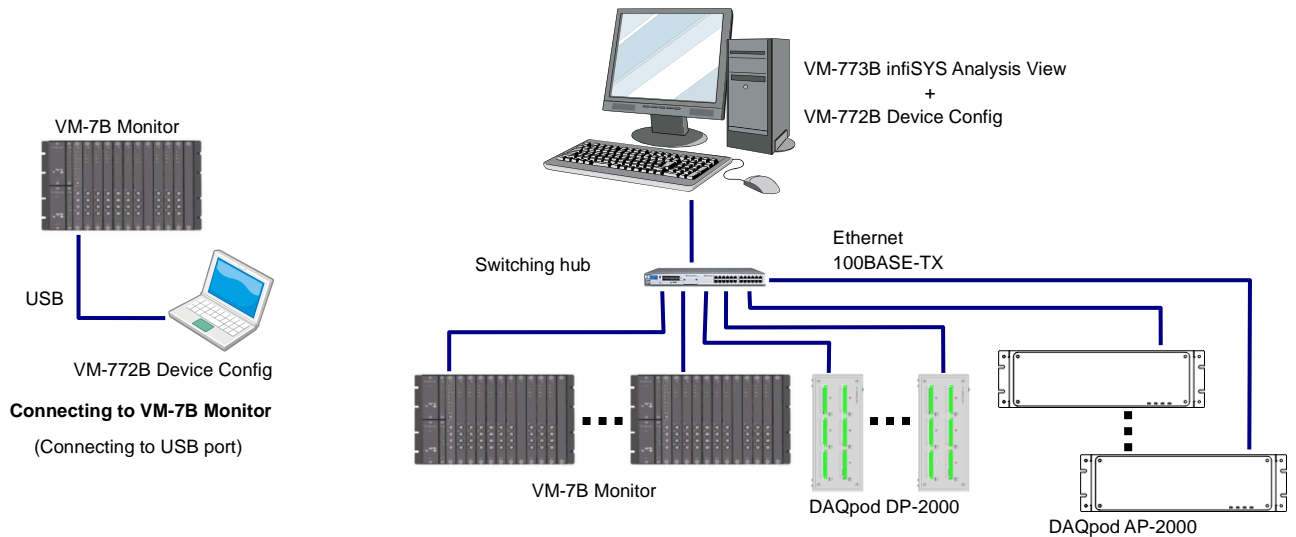 VM-7B Monitor
USB
VM-772B Device Config
Connecting to VM-7B Monitor
(Connecting to USB port)
VM-773B infiSYS Analysis View
+
VM-772B Device Config
Ethernet
100BASE-TX
Switching hub
VM-7B Monitor
DAQpod DP-2000
DAQpod AP-2000